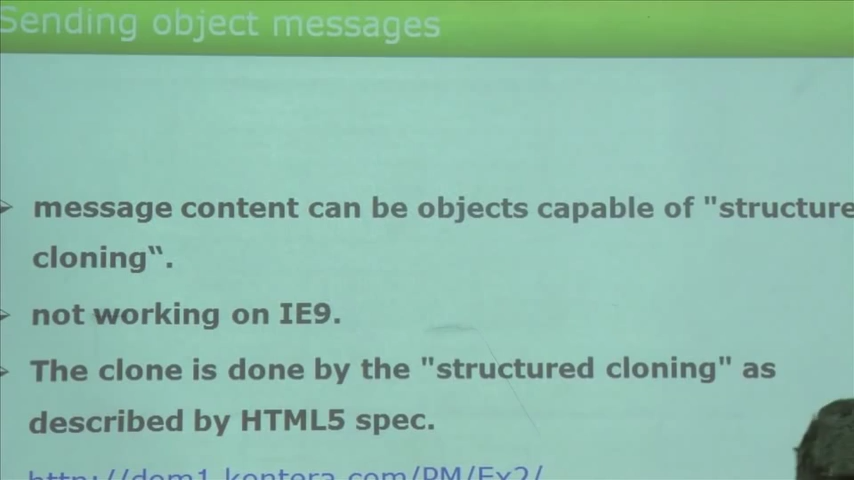 Sending object messages
message content can be objects capable of "structure
cloning“.
not working on IE9.
The clone is done by the "structured cloning" as
described by HTML5 spec.
http://dom1.kontera.com/PM/Ex2/